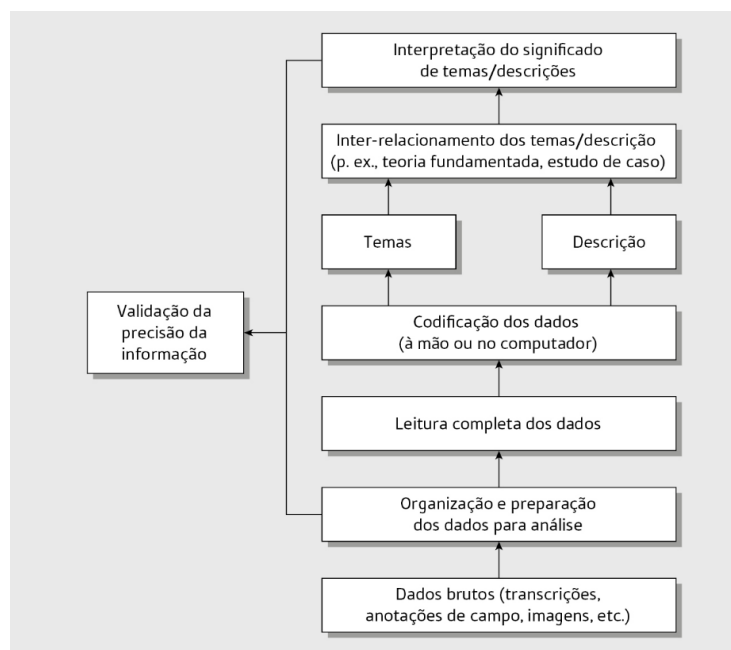 Interpretação do significado
de temas/descrições
Inter-relacionamento dos temas/descrição
(p. ex., teoria fundamentada, estudo de caso)
Temas
Descrição
Validação da
precisão da
informação
Codificação dos dados
(à mão ou no computador)
Leitura completa dos dados
Organização e preparação
dos dados para análise
Dados brutos (transcrições,
anotações de campo, imagens, etc.)